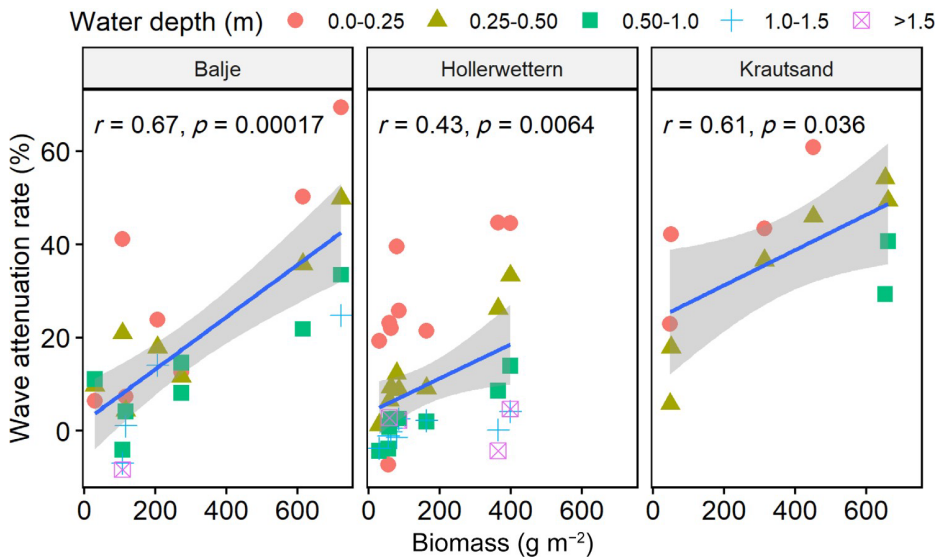 Water depth (m) 0.0-0.25 0.25-0.50 0.50-1.0 1.0-1.5 >1.5
Balje Hollerwettern Krautsand
r = 0.67, p = 0.00017 r = 0.43, p = 0.0064 r = 0.61, p = 0.036
Wave attenuation rate (%)
60
40
20
0
0 200 400 600 0 200 400 600 0 200 400 600
Biomass (g m⁻²)